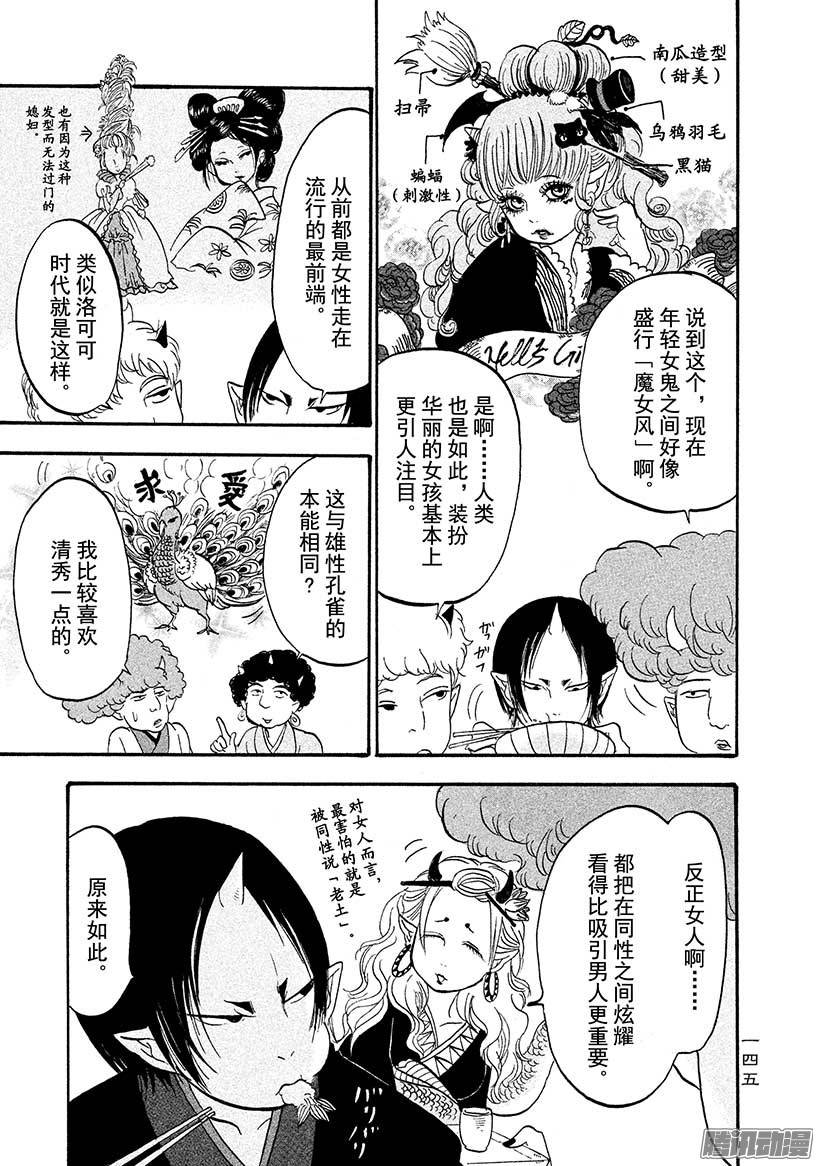 南瓜造型
（甜美）
扫帚
乌鸦羽毛
黑猫
蝙蝠
（刺激性）
Hell's Gi
说到这个，现在
年轻女鬼之间好像
盛行「魔女风」啊。
是啊……人类
也是如此，装扮
华丽的女孩基本上
更引人注目。
ガツガツ
从前都是女性走在
流行的最前端。
也有因为这种
发型而无法过门的
媳妇。
类似洛可可
时代就是这样。
求爱
这与雄性孔雀的
本能相同？
我比较喜欢
清秀一点的。
反正女人啊……
都把在同性之间炫耀
看得比吸引男人更重要。
对女人而言，
最害怕的就是
被同性说「老土」。
原来如此。
一四五
腾讯动漫